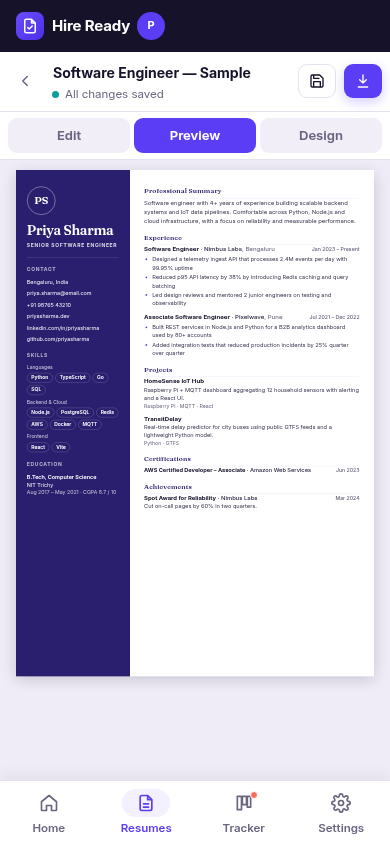 Hire Ready
P
Software Engineer — Sample
All changes saved
Edit
Preview
Design
PS
Priya Sharma
SENIOR SOFTWARE ENGINEER
CONTACT
Bengaluru, India
priya.sharma@email.com
+91 98765 43210
priyasharma.dev
linkedin.com/in/priyasharma
github.com/priyasharma
SKILLS
Languages
Python TypeScript Go
SQL
Backend & Cloud
Node.js PostgreSQL Redis
AWS Docker MQTT
Frontend
React Vite
EDUCATION
B.Tech, Computer Science
NIT Trichy
Aug 2017 – May 2021 · CGPA 8.7 / 10
Professional Summary
Software engineer with 4+ years of experience building scalable backend
systems and IoT data pipelines. Comfortable across Python, Node.js and
cloud infrastructure, with a focus on reliability and measurable performance.
Experience
Software Engineer · Nimbus Labs, Bengaluru Jan 2023 – Present
• Designed a telemetry ingest API that processes 2.4M events per day with
99.95% uptime
• Reduced p95 API latency by 38% by introducing Redis caching and query
batching
• Led design reviews and mentored 2 junior engineers on testing and
observability
Associate Software Engineer · Pixelwave, Pune Jul 2021 – Dec 2022
• Built REST services in Node.js and Python for a B2B analytics dashboard
used by 80+ accounts
• Added integration tests that reduced production incidents by 25% quarter
over quarter
Projects
HomeSense IoT Hub
Raspberry Pi + MQTT dashboard aggregating 12 household sensors with alerting
and a React UI.
Raspberry Pi · MQTT · React
TransitDelay
Real-time delay predictor for city buses using public GTFS feeds and a
lightweight Python model.
Python · GTFS
Certifications
AWS Certified Developer – Associate · Amazon Web Services Jun 2023
Achievements
Spot Award for Reliability · Nimbus Labs Mar 2024
Cut on-call pages by 60% in two quarters.
Home
Resumes
Tracker
Settings